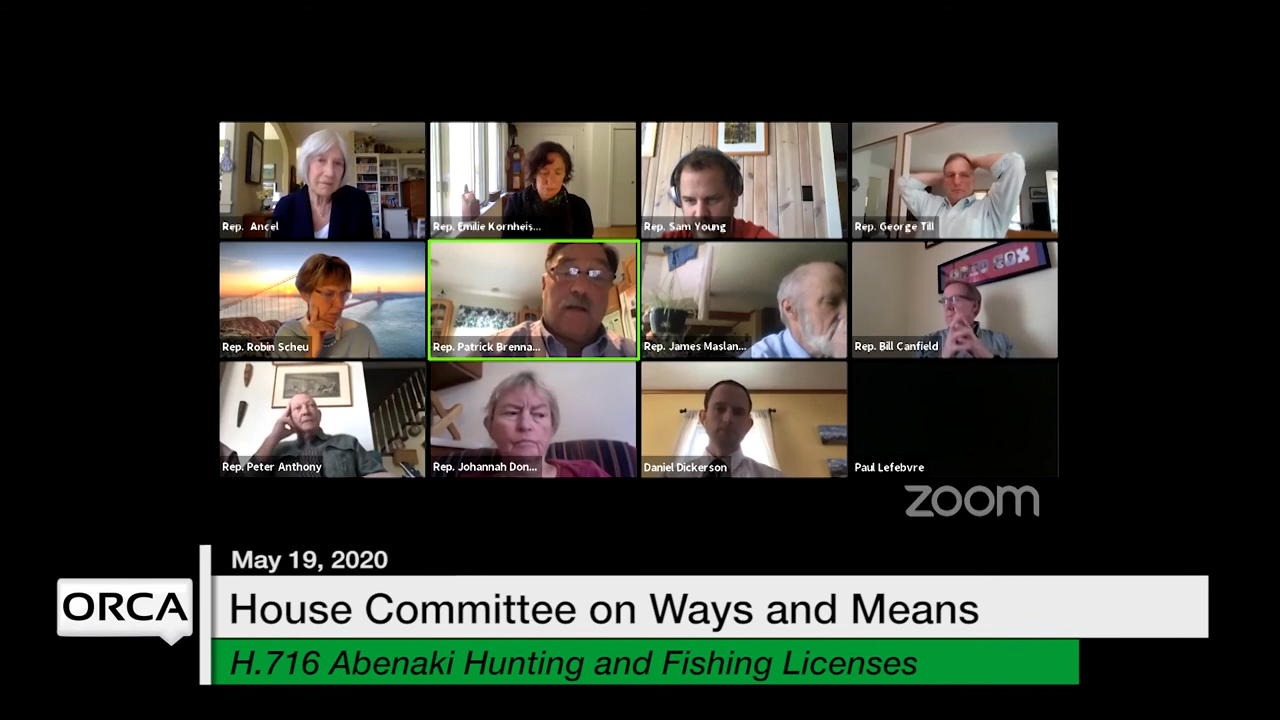 Rep. Ancel
Rep. Emilie Kornheis...
Rep. Sam Young
Rep. George Till
Rep. Robin Scheu
Rep. Patrick Brenna...
Rep. James Maslan...
RED SOX
Rep. Bill Canfield
Rep. Peter Anthony
Rep. Johannah Don...
Daniel Dickerson
Paul Lefebvre
zoom
May 19, 2020
ORCA
House Committee on Ways and Means
H.716 Abenaki Hunting and Fishing Licenses